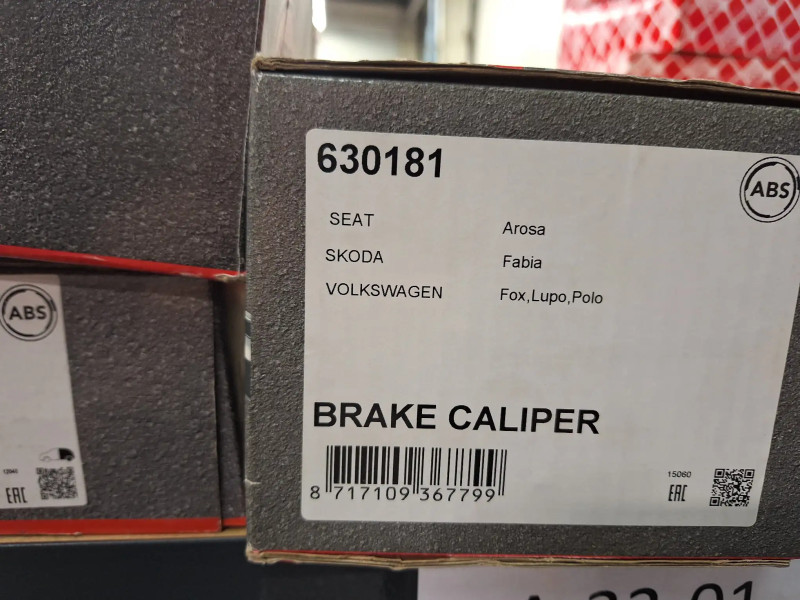 630181
ABS
SEAT Arosa
SKODA Fabia
VOLKSWAGEN Fox,Lupo,Polo
BRAKE CALIPER
8 717109 367799
15060
EAC
ABS
EAC